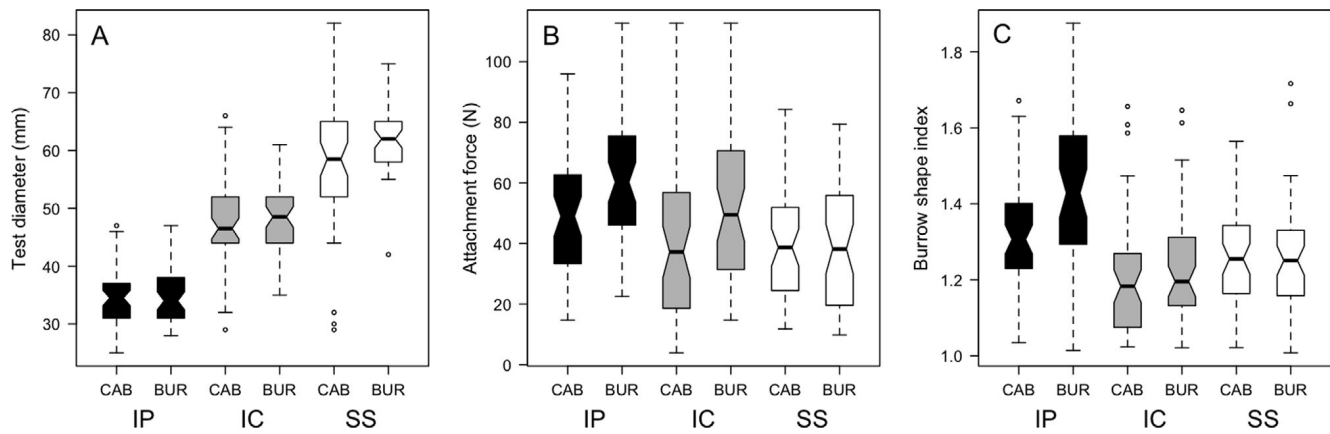 A
Test diameter (mm)
80
70
60
50
40
30
CAB BUR CAB BUR CAB BUR
IP IC SS
B
Attachment force (N)
100
80
60
40
20
0
CAB BUR CAB BUR CAB BUR
IP IC SS
C
Burrow shape index
1.8
1.6
1.4
1.2
1.0
CAB BUR CAB BUR CAB BUR
IP IC SS